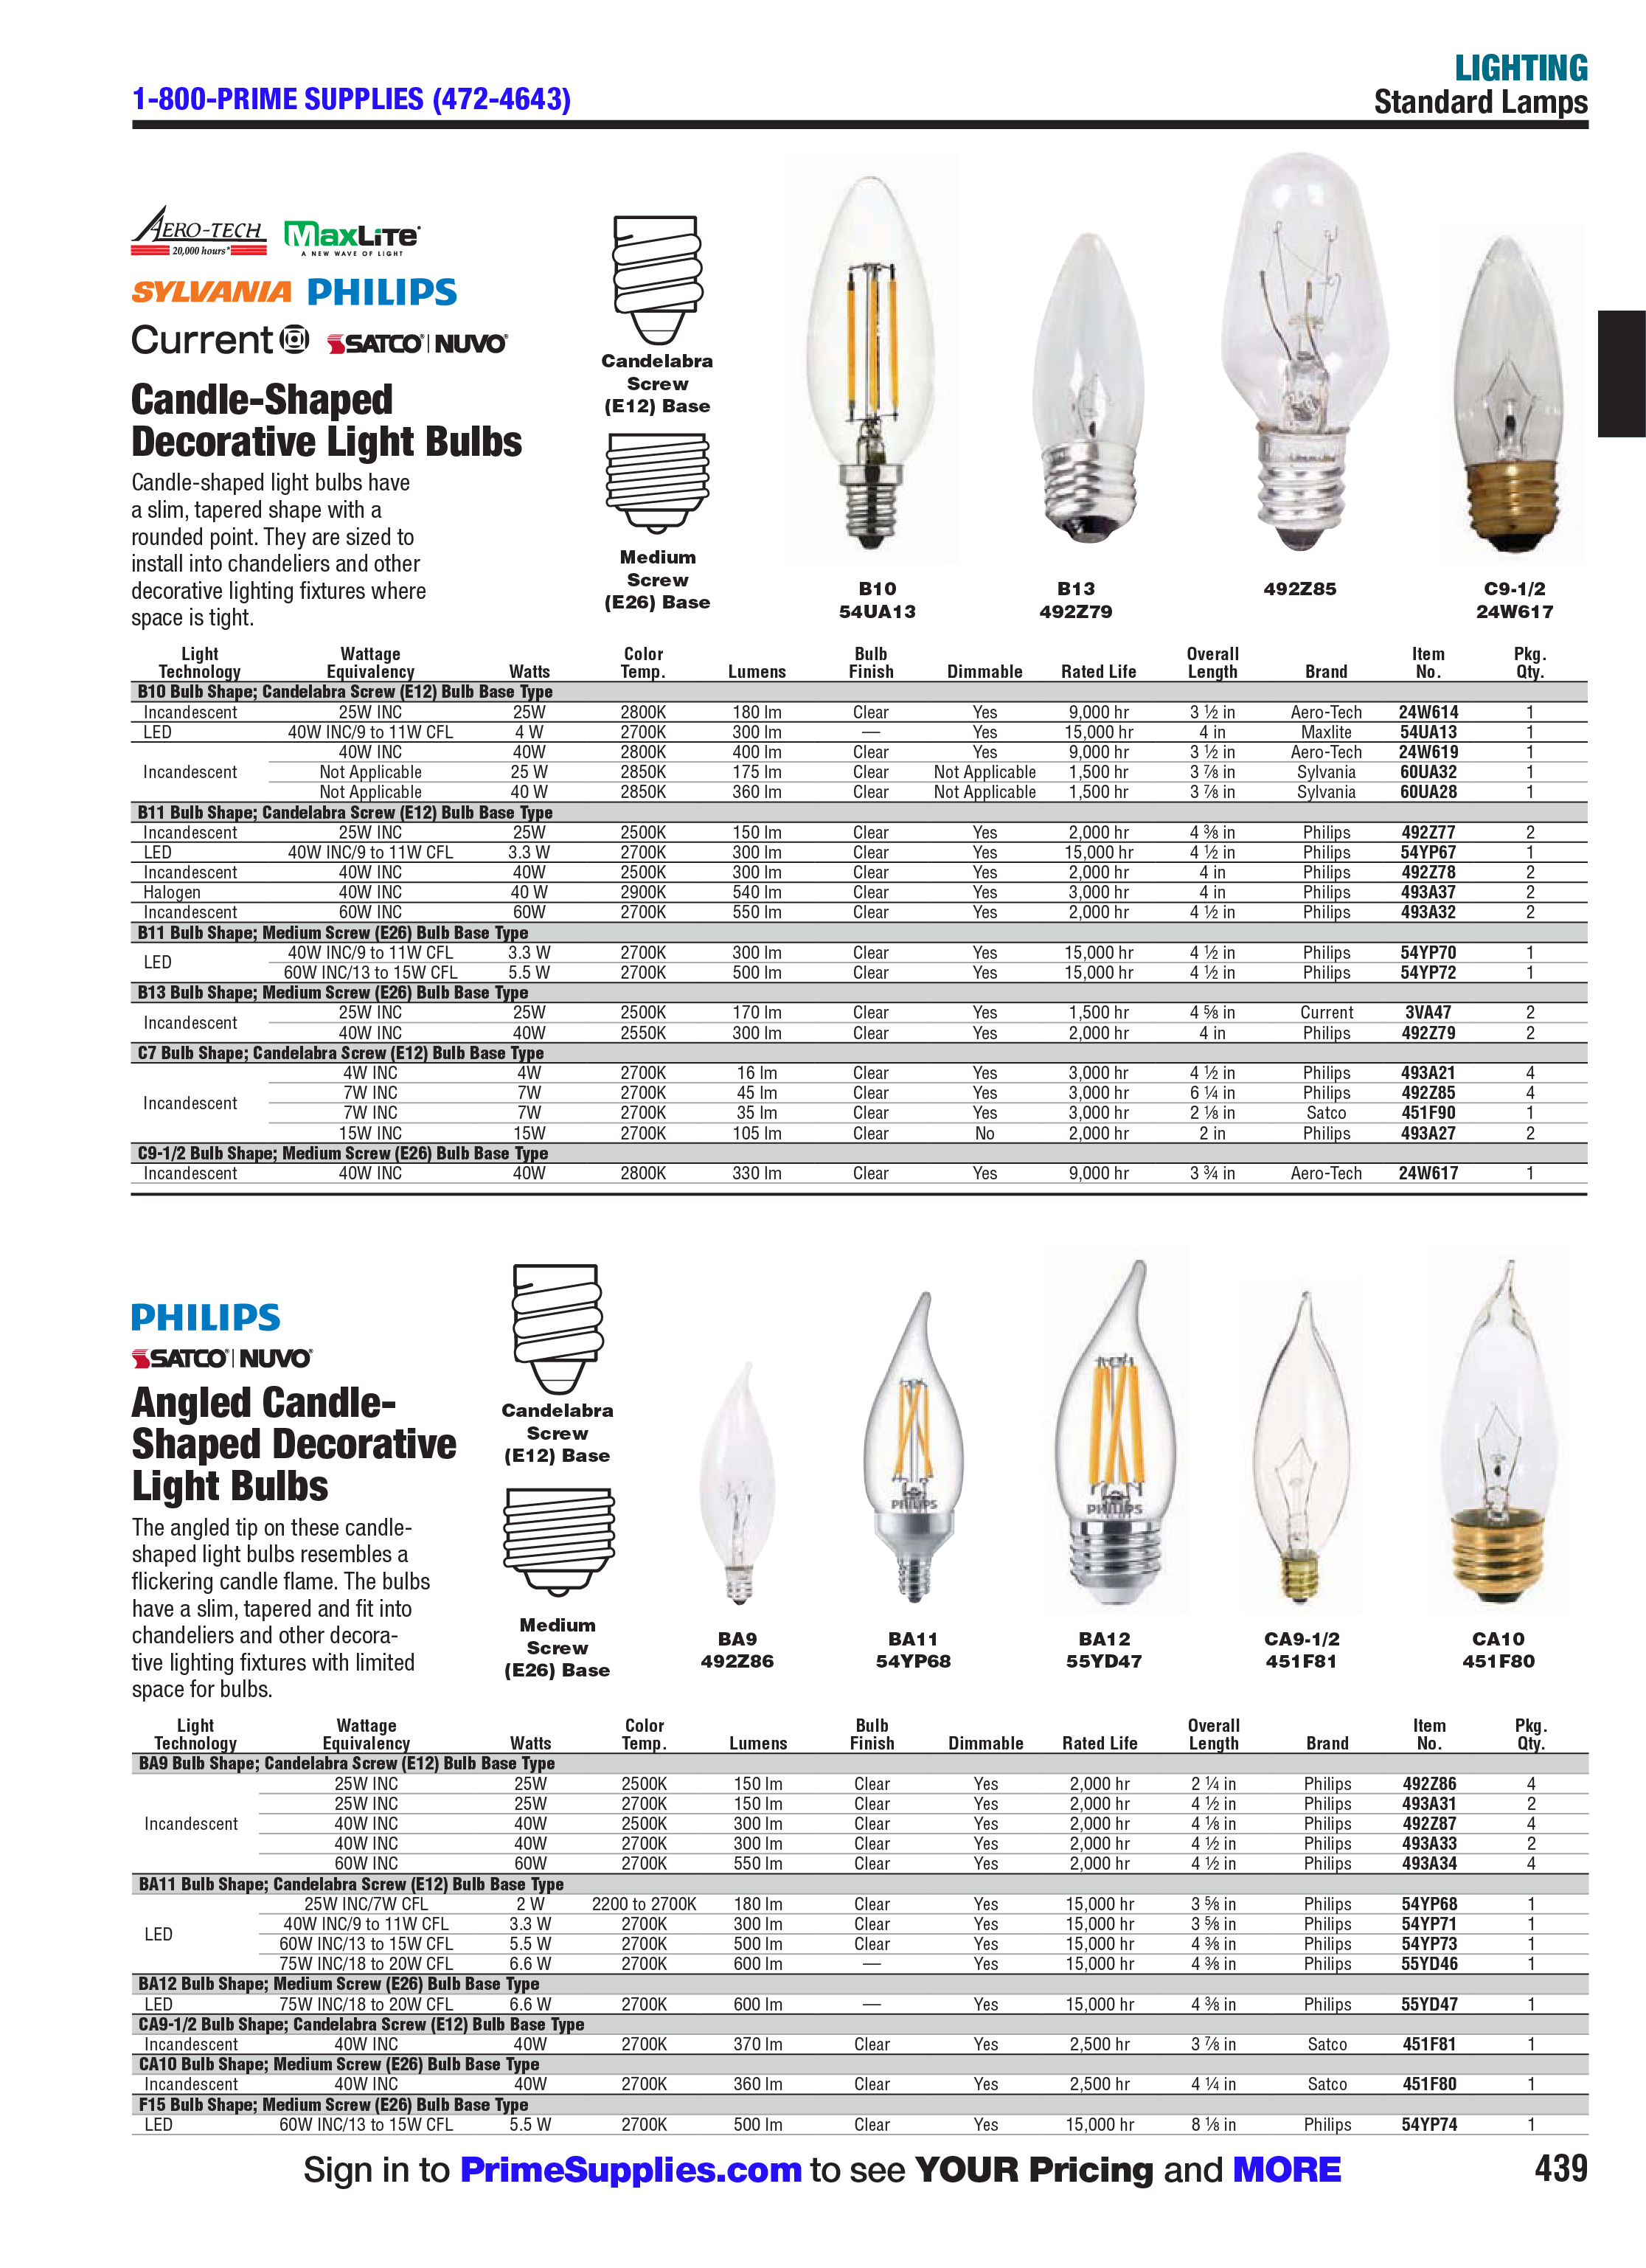 LIGHTING
1-800-PRIME SUPPLIES (472-4643)
Standard Lamps
AERO-TECH
20,000 hours*
MaxLite®
A NEW WAVE OF LIGHT
SYLVANIA PHILIPS
Current SATCO | NUVO
Candle-Shaped
Decorative Light Bulbs
Candle-shaped light bulbs have
a slim, tapered shape with a
rounded point. They are sized to
install into chandeliers and other
decorative lighting fixtures where
space is tight.
Candelabra
Screw
(E12) Base
Medium
Screw
(E26) Base
B10
54UA13
B13
492Z79
492Z85
C9-1/2
24W617
Light Technology Wattage Equivalency Watts Color Temp. Lumens Bulb Finish Dimmable Rated Life Overall Length Brand Item No. Pkg. Qty.
B10 Bulb Shape; Candelabra Screw (E12) Bulb Base Type
Incandescent 25W INC 25W 2800K 180 lm Clear Yes 9,000 hr 3 ½ in Aero-Tech 24W614 1
LED 40W INC/9 to 11W CFL 4 W 2700K 300 lm — Yes 15,000 hr 4 in Maxlite 54UA13 1
40W INC 40W 2800K 400 lm Clear Yes 9,000 hr 3 ½ in Aero-Tech 24W619 1
Incandescent Not Applicable 25 W 2850K 175 lm Clear Not Applicable 1,500 hr 3 ⅞ in Sylvania 60UA32 1
Not Applicable 40 W 2850K 360 lm Clear Not Applicable 1,500 hr 3 ⅞ in Sylvania 60UA28 1
B11 Bulb Shape; Candelabra Screw (E12) Bulb Base Type
Incandescent 25W INC 25W 2500K 150 lm Clear Yes 2,000 hr 4 ⅜ in Philips 492Z77 2
LED 40W INC/9 to 11W CFL 3.3 W 2700K 300 lm Clear Yes 15,000 hr 4 ½ in Philips 54YP67 1
Incandescent 40W INC 40W 2500K 300 lm Clear Yes 2,000 hr 4 in Philips 492Z78 2
Halogen 40W INC 40 W 2900K 540 lm Clear Yes 3,000 hr 4 in Philips 493A37 2
Incandescent 60W INC 60W 2700K 550 lm Clear Yes 2,000 hr 4 ½ in Philips 493A32 2
B11 Bulb Shape; Medium Screw (E26) Bulb Base Type
LED 40W INC/9 to 11W CFL 3.3 W 2700K 300 lm Clear Yes 15,000 hr 4 ½ in Philips 54YP70 1
60W INC/13 to 15W CFL 5.5 W 2700K 500 lm Clear Yes 15,000 hr 4 ½ in Philips 54YP72 1
B13 Bulb Shape; Medium Screw (E26) Bulb Base Type
Incandescent 25W INC 25W 2500K 170 lm Clear Yes 1,500 hr 4 ⅝ in Current 3VA47 2
40W INC 40W 2550K 300 lm Clear Yes 2,000 hr 4 in Philips 492Z79 2
C7 Bulb Shape; Candelabra Screw (E12) Bulb Base Type
4W INC 4W 2700K 16 lm Clear Yes 3,000 hr 4 ½ in Philips 493A21 4
7W INC 7W 2700K 45 lm Clear Yes 3,000 hr 6 ¼ in Philips 492Z85 4
Incandescent 7W INC 7W 2700K 35 lm Clear Yes 3,000 hr 2 ⅛ in Satco 451F90 1
15W INC 15W 2700K 105 lm Clear No 2,000 hr 2 in Philips 493A27 2
C9-1/2 Bulb Shape; Medium Screw (E26) Bulb Base Type
Incandescent 40W INC 40W 2800K 330 lm Clear Yes 9,000 hr 3 ¾ in Aero-Tech 24W617 1
PHILIPS
SATCO | NUVO
Angled Candle-
Shaped Decorative
Light Bulbs
The angled tip on these candle-
shaped light bulbs resembles a
flickering candle flame. The bulbs
have a slim, tapered and fit into
chandeliers and other decora-
tive lighting fixtures with limited
space for bulbs.
Candelabra
Screw
(E12) Base
Medium
Screw
(E26) Base
PHILIPS
PHILIPS
BA9
492Z86
BA11
54YP68
BA12
55YD47
CA9-1/2
451F81
CA10
451F80
Light Technology Wattage Equivalency Watts Color Temp. Lumens Bulb Finish Dimmable Rated Life Overall Length Brand Item No. Pkg. Qty.
BA9 Bulb Shape; Candelabra Screw (E12) Bulb Base Type
25W INC 25W 2500K 150 lm Clear Yes 2,000 hr 2 ¼ in Philips 492Z86 4
25W INC 25W 2700K 150 lm Clear Yes 2,000 hr 4 ½ in Philips 493A31 2
Incandescent 40W INC 40W 2500K 300 lm Clear Yes 2,000 hr 4 ⅛ in Philips 492Z87 4
40W INC 40W 2700K 300 lm Clear Yes 2,000 hr 4 ½ in Philips 493A33 2
60W INC 60W 2700K 550 lm Clear Yes 2,000 hr 4 ½ in Philips 493A34 4
BA11 Bulb Shape; Candelabra Screw (E12) Bulb Base Type
25W INC/7W CFL 2 W 2200 to 2700K 180 lm Clear Yes 15,000 hr 3 ⅝ in Philips 54YP68 1
40W INC/9 to 11W CFL 3.3 W 2700K 300 lm Clear Yes 15,000 hr 3 ⅝ in Philips 54YP71 1
LED 60W INC/13 to 15W CFL 5.5 W 2700K 500 lm Clear Yes 15,000 hr 4 ⅜ in Philips 54YP73 1
75W INC/18 to 20W CFL 6.6 W 2700K 600 lm — Yes 15,000 hr 4 ⅜ in Philips 55YD46 1
BA12 Bulb Shape; Medium Screw (E26) Bulb Base Type
LED 75W INC/18 to 20W CFL 6.6 W 2700K 600 lm — Yes 15,000 hr 4 ⅜ in Philips 55YD47 1
CA9-1/2 Bulb Shape; Candelabra Screw (E12) Bulb Base Type
Incandescent 40W INC 40W 2700K 370 lm Clear Yes 2,500 hr 3 ⅞ in Satco 451F81 1
CA10 Bulb Shape; Medium Screw (E26) Bulb Base Type
Incandescent 40W INC 40W 2700K 360 lm Clear Yes 2,500 hr 4 ¼ in Satco 451F80 1
F15 Bulb Shape; Medium Screw (E26) Bulb Base Type
LED 60W INC/13 to 15W CFL 5.5 W 2700K 500 lm Clear Yes 15,000 hr 8 ⅛ in Philips 54YP74 1
Sign in to PrimeSupplies.com to see YOUR Pricing and MORE
439